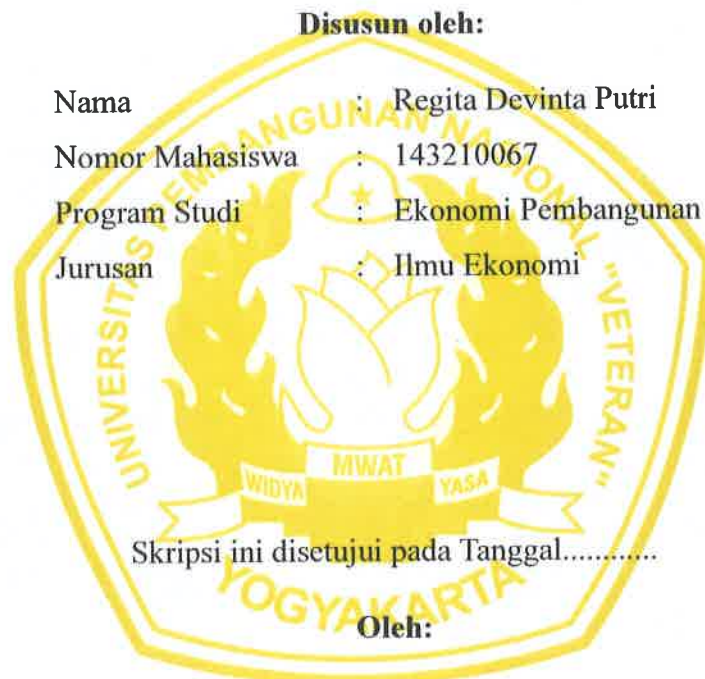 Disusun oleh:
Nama : Regita Devinta Putri
Nomor Mahasiswa : 143210067
Program Studi : Ekonomi Pembangunan
Jurusan : Ilmu Ekonomi
UNIVERSITAS PEMBANGUNAN NASIONAL "VETERAN"
WIDYA MWAT YASA
Skripsi ini disetujui pada Tanggal............
YOGYAKARTA
Oleh: